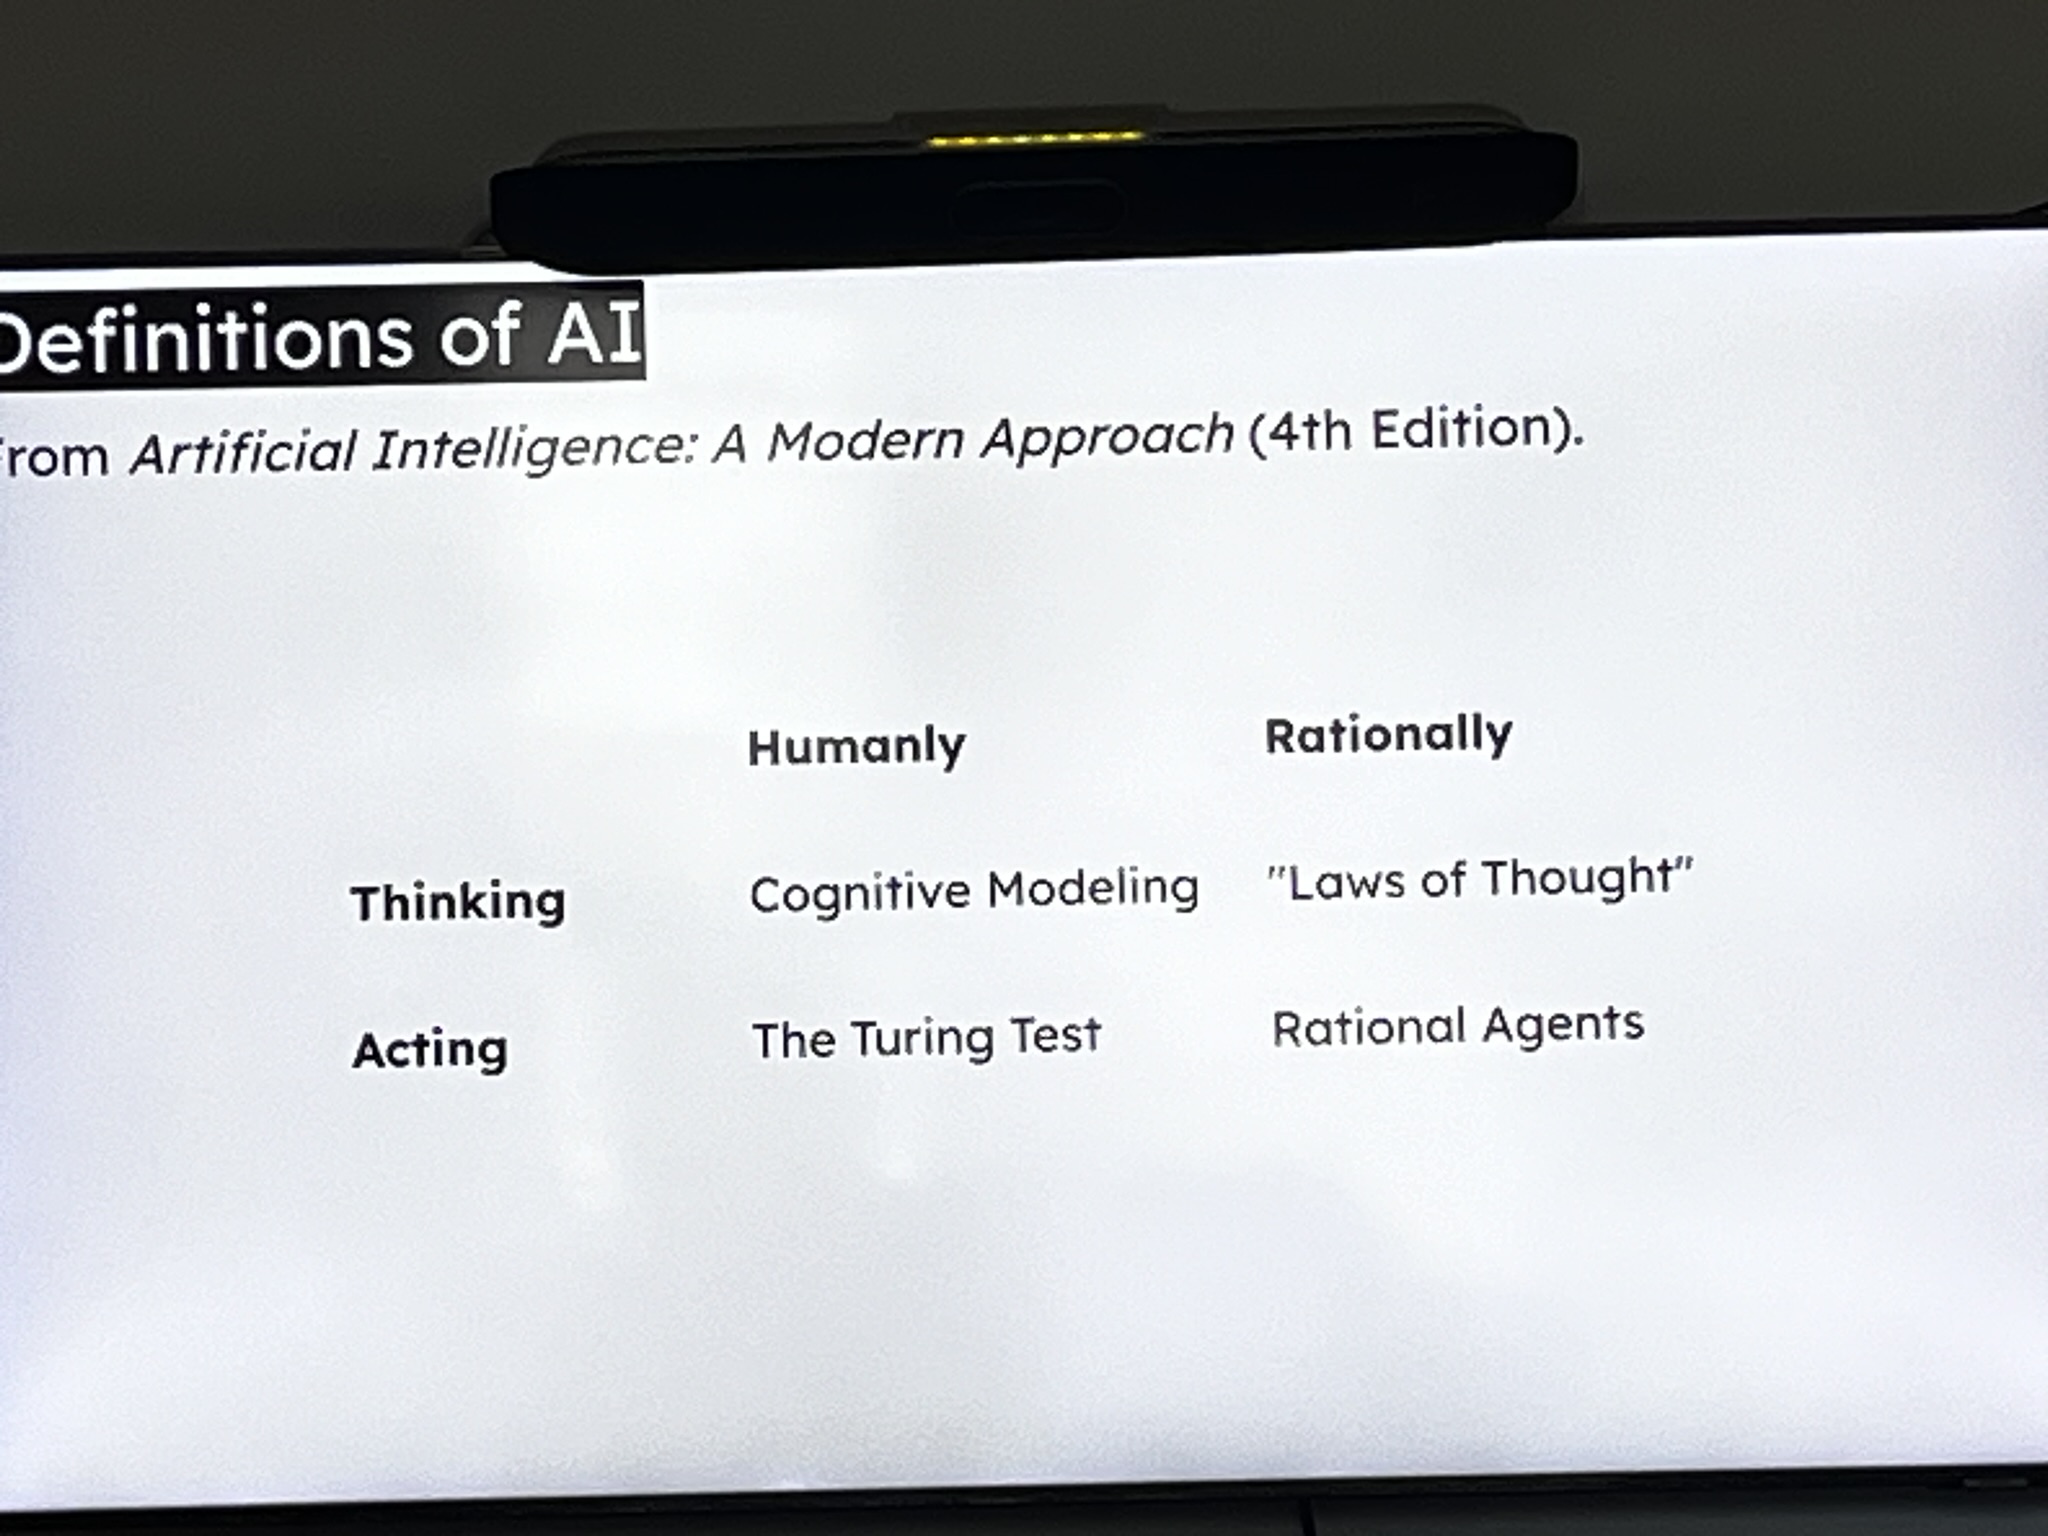 Definitions of AI
From Artificial Intelligence: A Modern Approach (4th Edition).
Humanly Rationally
Thinking Cognitive Modeling "Laws of Thought"
Acting The Turing Test Rational Agents